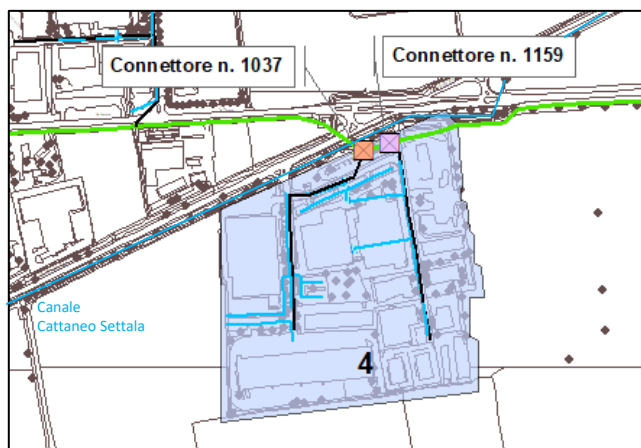 Connettore n. 1159
Connettore n. 1037
Canale
Cattaneo Settala
4